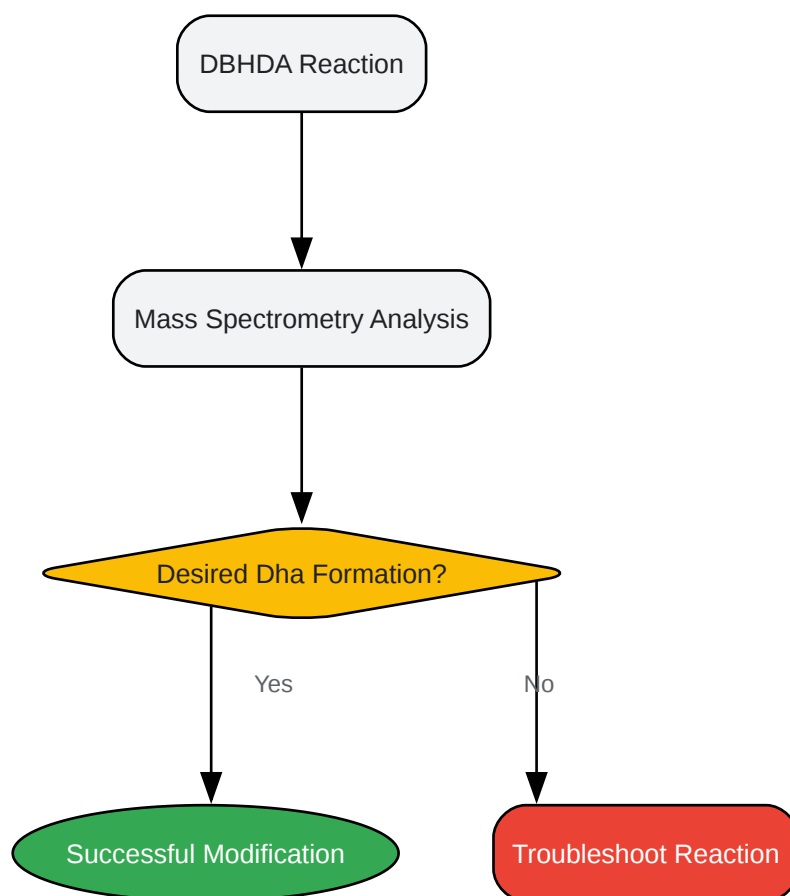 DBHDA Reaction
Mass Spectrometry Analysis
Desired Dha Formation?
Yes
No
Successful Modification
Troubleshoot Reaction